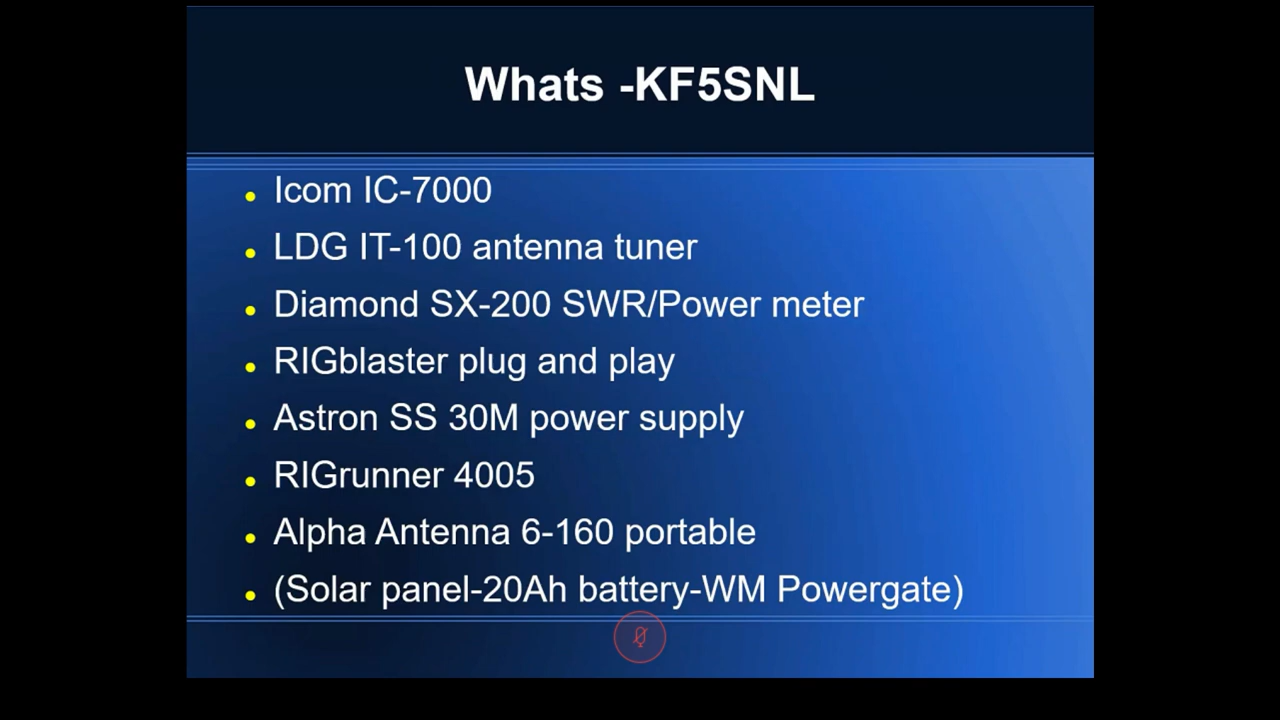 Whats -KF5SNL
Icom IC-7000
LDG IT-100 antenna tuner
Diamond SX-200 SWR/Power meter
RIGblaster plug and play
Astron SS 30M power supply
RIGrunner 4005
Alpha Antenna 6-160 portable
(Solar panel-20Ah battery-WM Powergate)